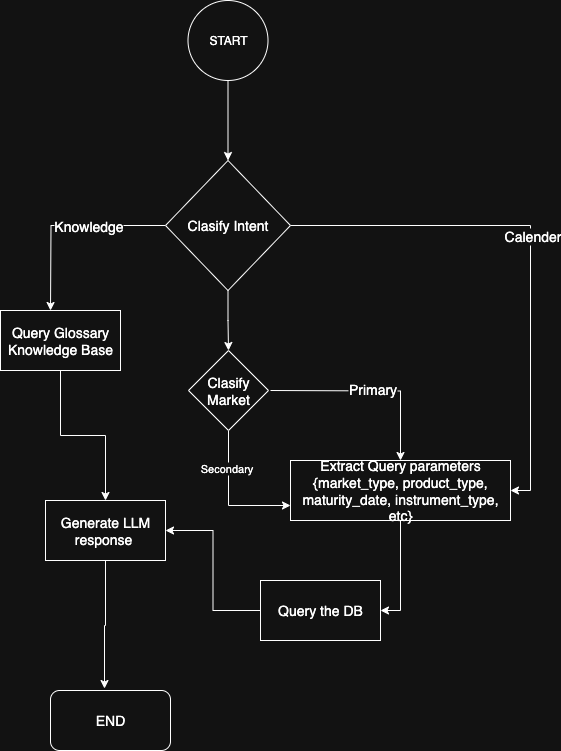 START
Clasify Intent
Knowledge
Calender
Query Glossary
Knowledge Base
Clasify
Market
Primary
Secondary
Extract Query parameters
{market_type, product_type,
maturity_date, instrument_type,
etc}
Generate LLM
response
Query the DB
END